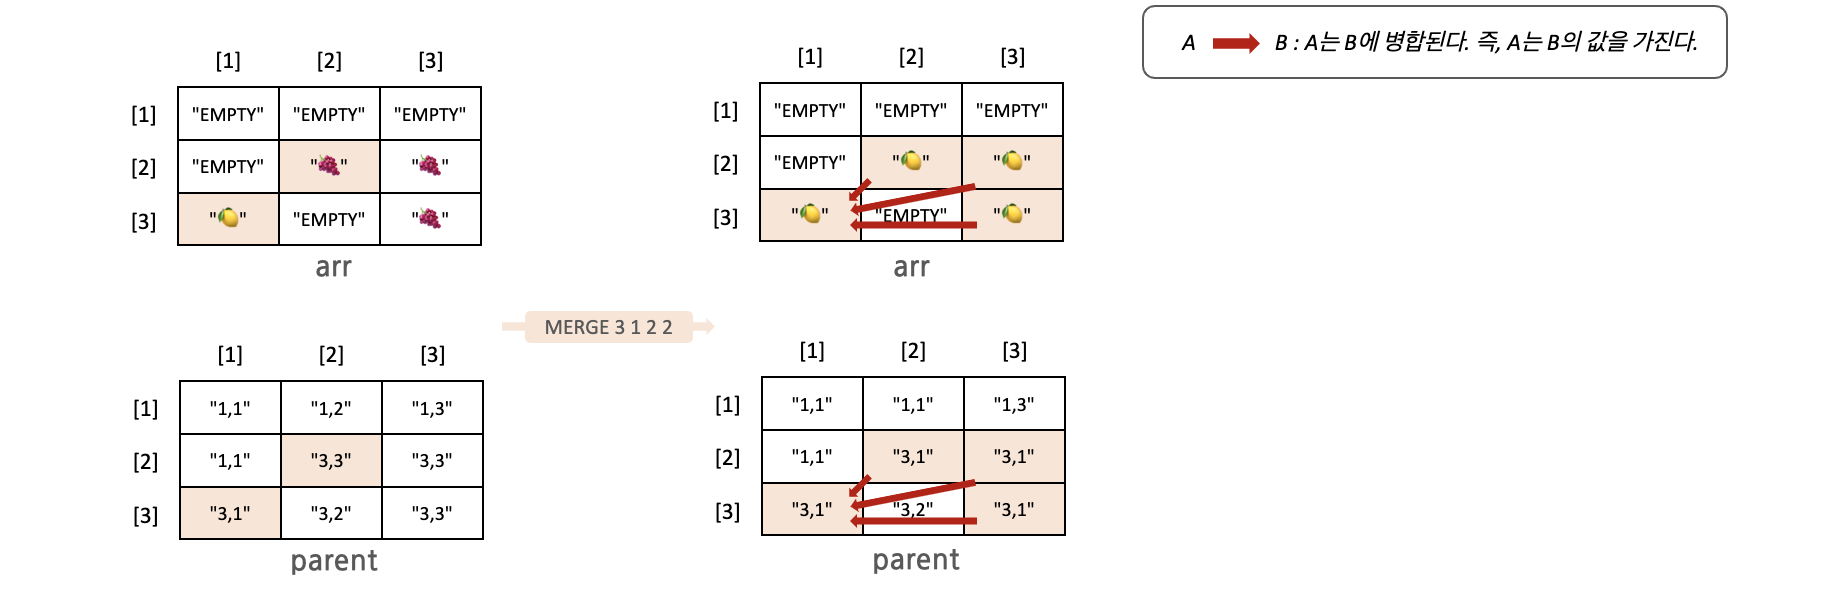 A → B : A는 B에 병합된다. 즉, A는 B의 값을 가진다.
[1] [2] [3]
[1] "EMPTY" "EMPTY" "EMPTY"
[2] "EMPTY" "🍇" "🍇"
[3] "🍋" "EMPTY" "🍇"
arr
[1] [2] [3]
[1] "EMPTY" "EMPTY" "EMPTY"
[2] "EMPTY" "🍋" "🍋"
[3] "🍋" "EMPTY" "🍋"
arr
MERGE 3 1 2 2
[1] [2] [3]
[1] "1,1" "1,2" "1,3"
[2] "1,1" "3,3" "3,3"
[3] "3,1" "3,2" "3,3"
parent
[1] [2] [3]
[1] "1,1" "1,1" "1,3"
[2] "1,1" "3,1" "3,1"
[3] "3,1" "3,2" "3,1"
parent